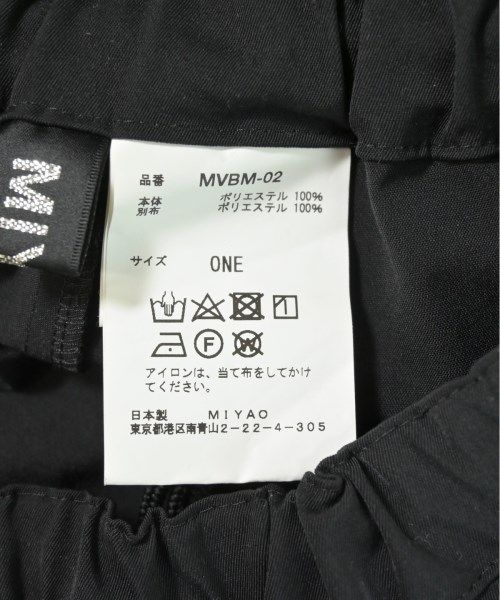 MIY
品番 MVBM-02
本体 ポリエステル 100%
別布 ポリエステル 100%
サイズ ONE
F
W
アイロンは、当て布をしてかけ
てください。
日本製 MIYAO
東京都港区南青山2-22-4-305